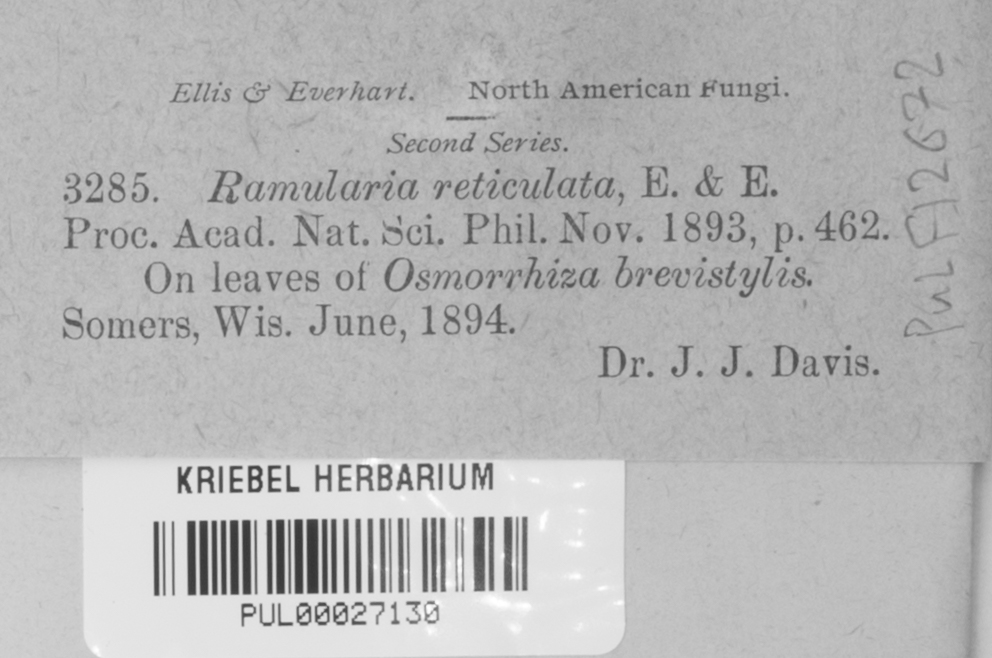 Ellis & Everhart. North American Fungi.
Second Series.
3285. Ramularia reticulata, E. & E.
Proc. Acad. Nat. Sci. Phil. Nov. 1893, p. 462.
On leaves of Osmorrhiza brevistylis.
Somers, Wis. June, 1894.
Dr. J. J. Davis.
PUL F12672
KRIEBEL HERBARIUM
PUL00027130